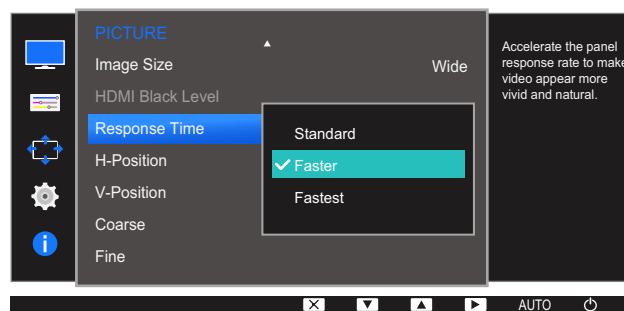 PICTURE
Image Size
Wide
HDMI Black Level
Response Time
H-Position
V-Position
Coarse
Fine
Standard
Faster
Fastest
Accelerate the panel
response rate to make
video appear more
vivid and natural.
AUTO